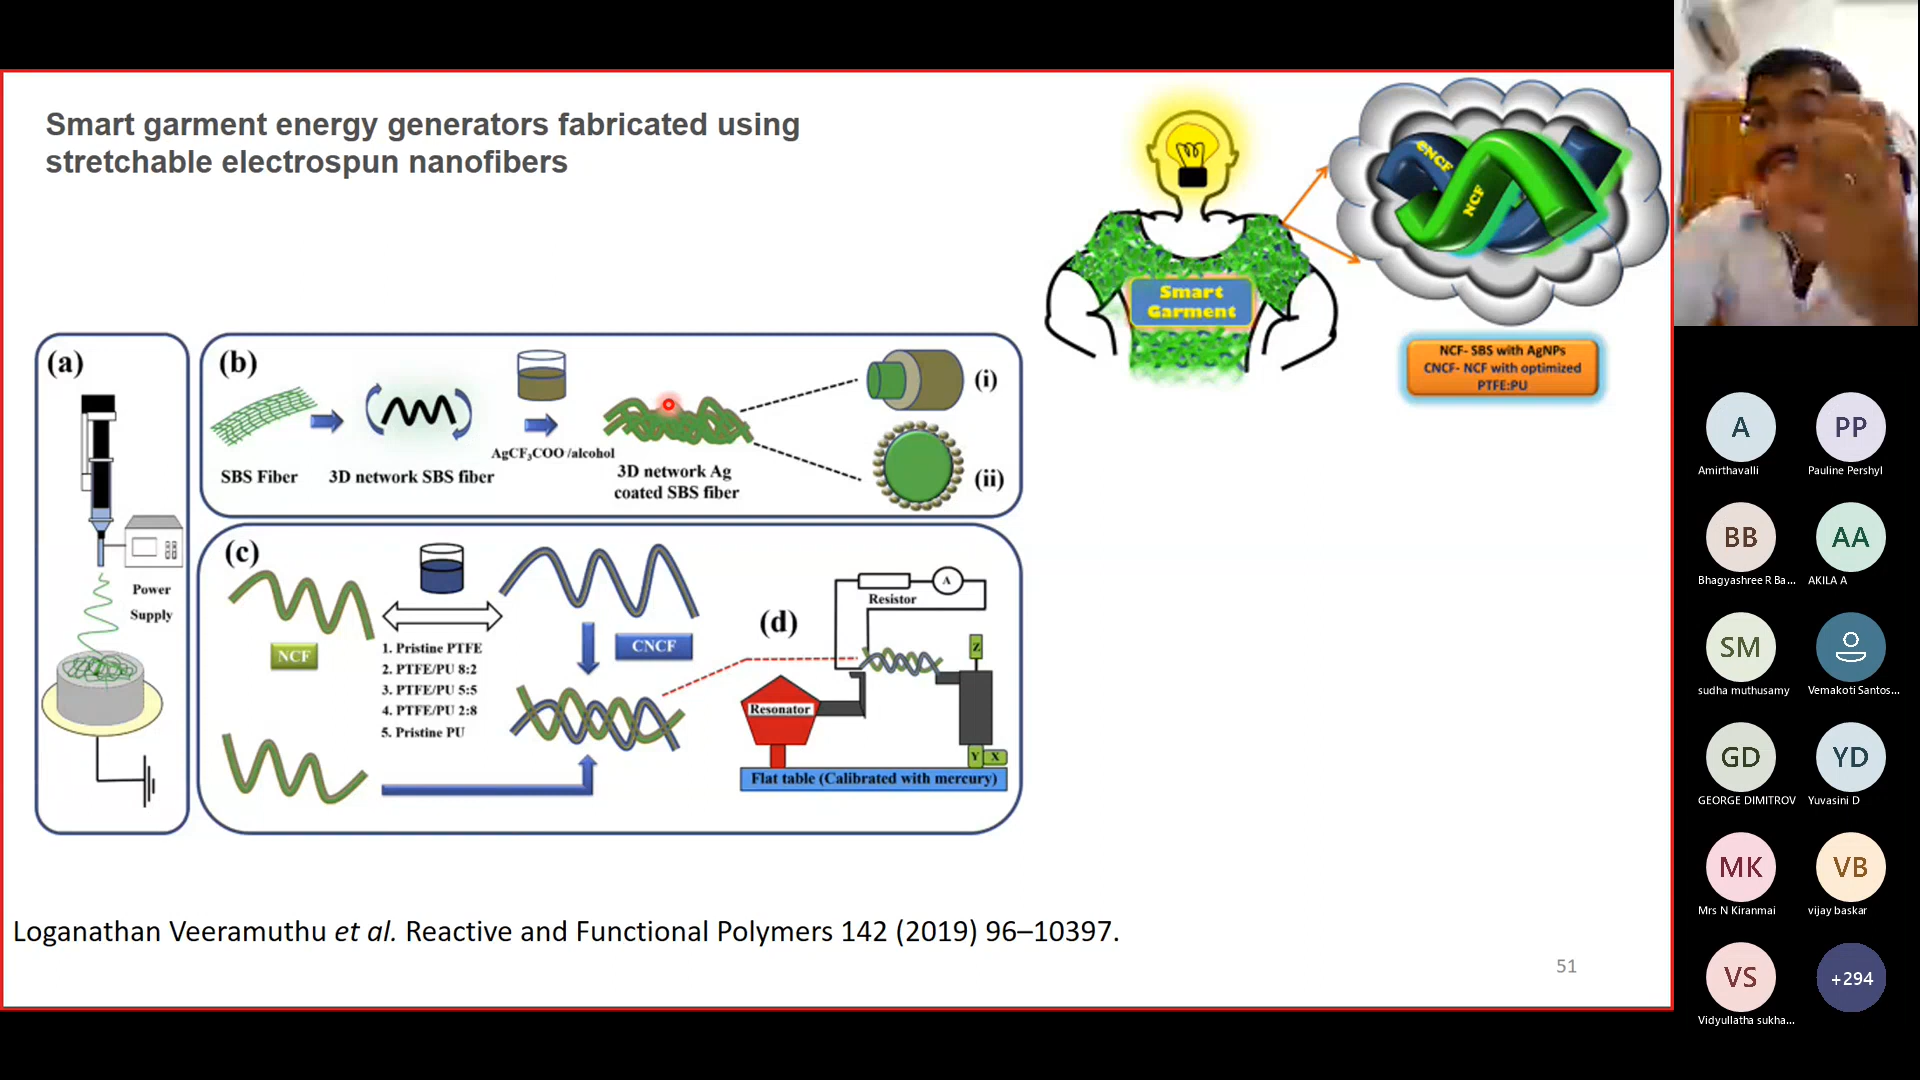 Smart garment energy generators fabricated using
stretchable electrospun nanofibers
CNCF
NCF
Smart
Garment
NCF- SBS with AgNPs
CNCF- NCF with optimized
PTFE:PU
(a)
Power
Supply
(b)
SBS Fiber
3D network SBS fiber
AgCF3COO /alcohol
3D network Ag
coated SBS fiber
(i)
(ii)
(c)
NCF
1. Pristine PTFE
2. PTFE/PU 8:2
3. PTFE/PU 5:5
4. PTFE/PU 2:8
5. Pristine PU
CNCF
(d)
A
Resistor
Z
Resonator
Y
X
Flat table (Calibrated with mercury)
Loganathan Veeramuthu et al. Reactive and Functional Polymers 142 (2019) 96–10397.
51
A
Amirthavalli
PP
Pauline Pershyl
BB
Bhagyashree R Ba...
AA
AKILA A
SM
sudha muthusamy
Vemakoti Santos...
GD
GEORGE DIMITROV
YD
Yuvasini D
MK
Mrs N Kiranmai
VB
vijay baskar
VS
Vidyullatha sukha...
+294